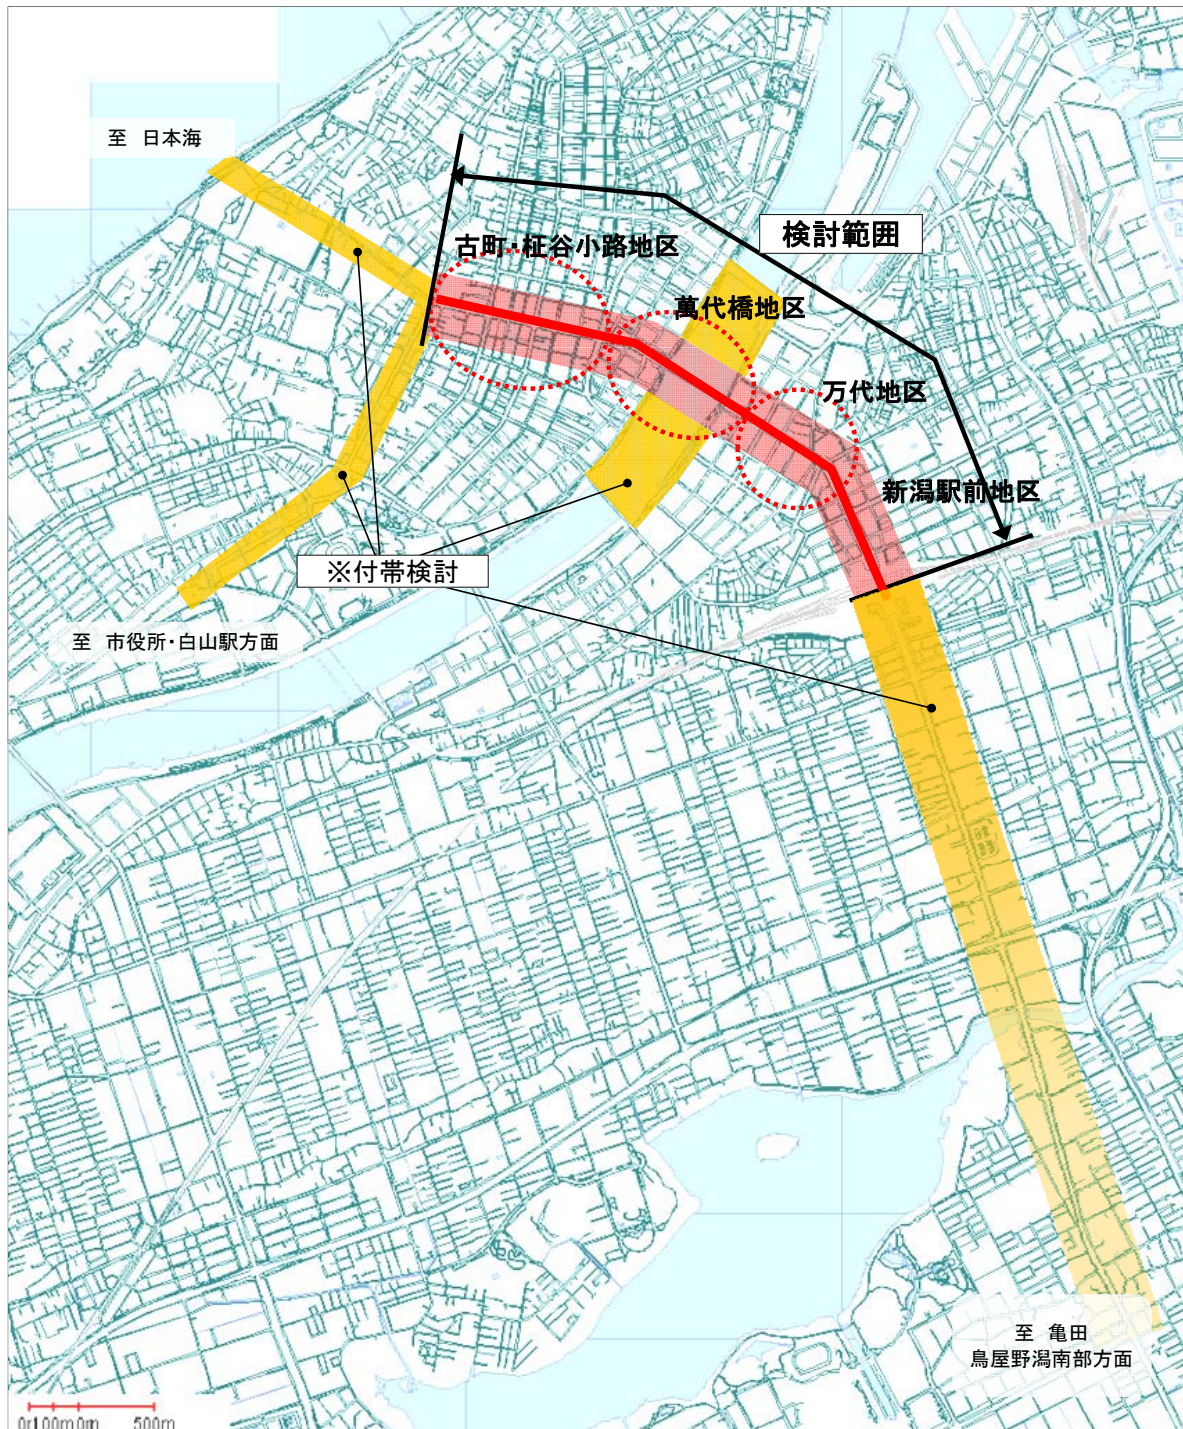 至 日本海
検討範囲
古町・柾谷小路地区
萬代橋地区
万代地区
新潟駅前地区
※付帯検討
至 市役所・白山駅方面
至 亀田
鳥屋野潟南部方面
500m